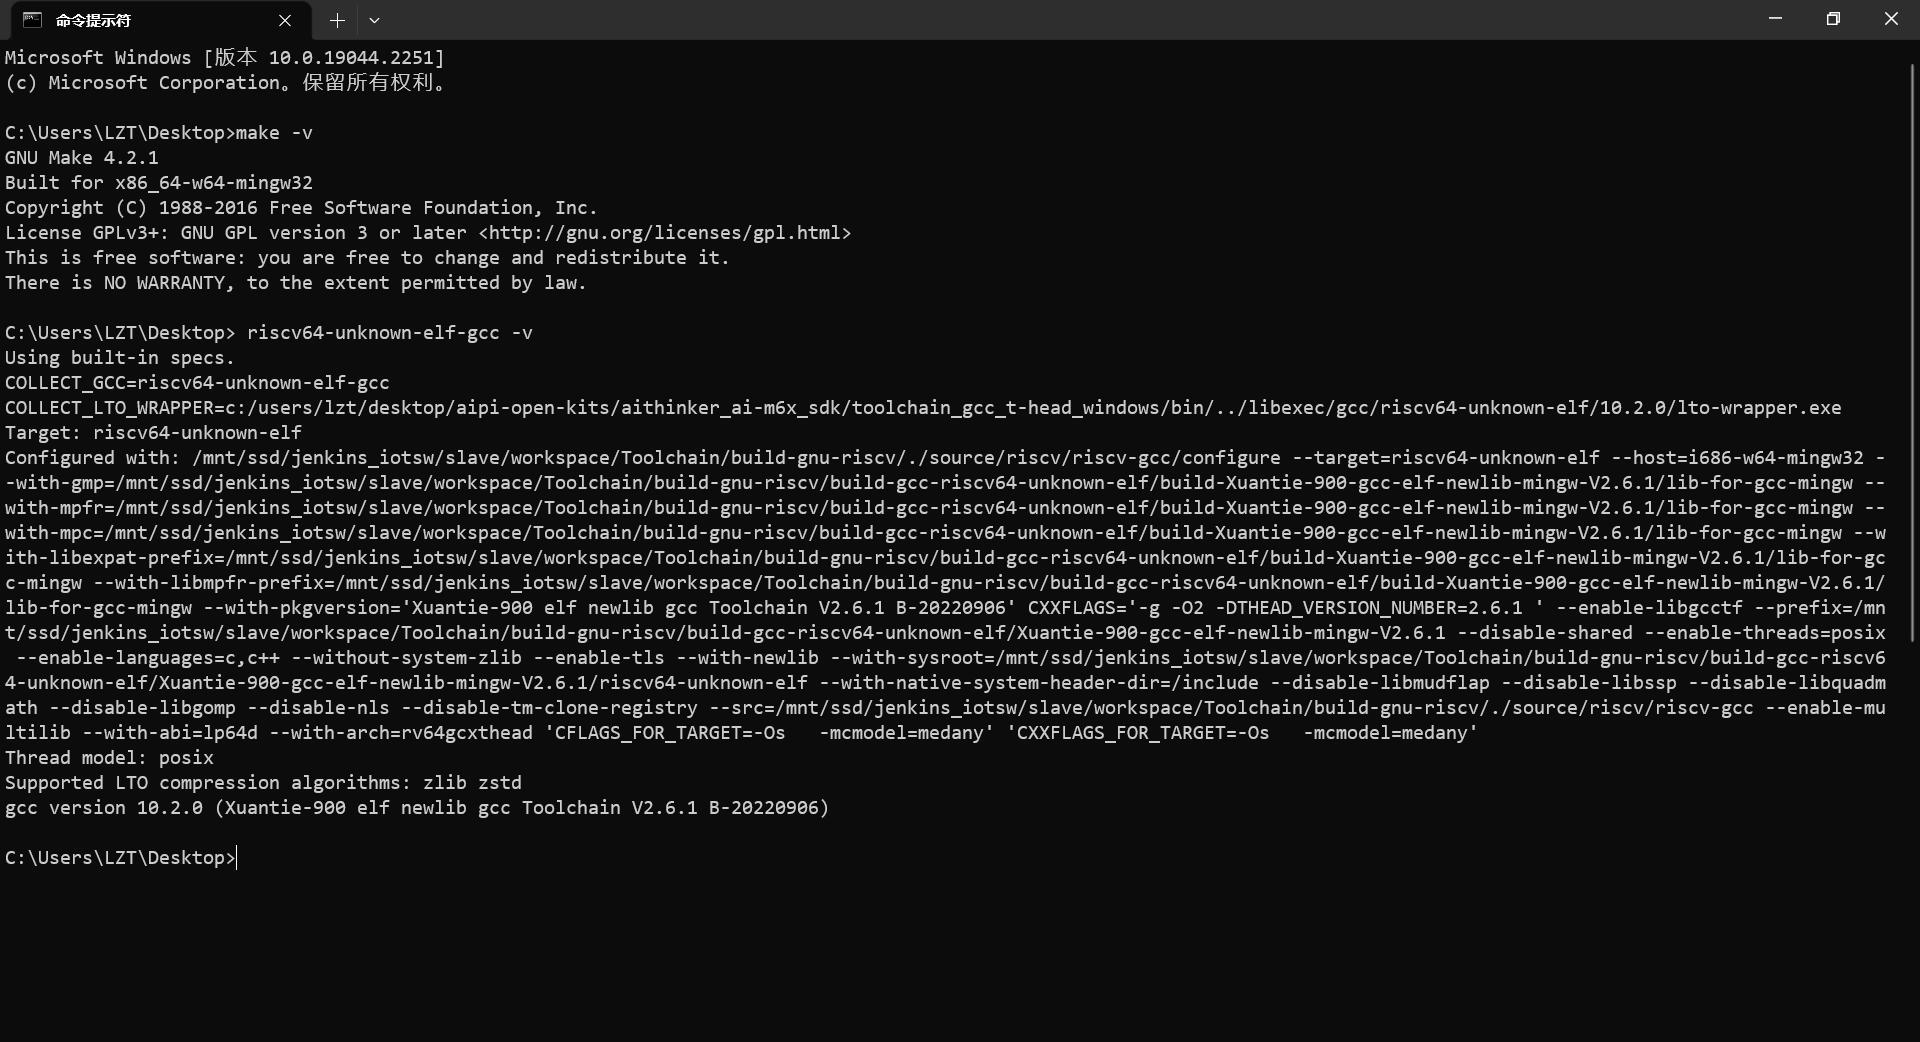 命令提示符
Microsoft Windows [版本 10.0.19044.2251]
(c) Microsoft Corporation。保留所有权利。
C:\Users\LZT\Desktop>make -v
GNU Make 4.2.1
Built for x86_64-w64-mingw32
Copyright (C) 1988-2016 Free Software Foundation, Inc.
License GPLv3+: GNU GPL version 3 or later <http://gnu.org/licenses/gpl.html>
This is free software: you are free to change and redistribute it.
There is NO WARRANTY, to the extent permitted by law.
C:\Users\LZT\Desktop> riscv64-unknown-elf-gcc -v
Using built-in specs.
COLLECT_GCC=riscv64-unknown-elf-gcc
COLLECT_LTO_WRAPPER=c:/users/lzt/desktop/aipi-open-kits/aithinker_ai-m6x_sdk/toolchain_gcc_t-head_windows/bin/../libexec/gcc/riscv64-unknown-elf/10.2.0/lto-wrapper.exe
Target: riscv64-unknown-elf
Configured with: /mnt/ssd/jenkins_iotsw/slave/workspace/Toolchain/build-gnu-riscv/./source/riscv/riscv-gcc/configure --target=riscv64-unknown-elf --host=i686-w64-mingw32 -
-with-gmp=/mnt/ssd/jenkins_iotsw/slave/workspace/Toolchain/build-gnu-riscv/build-gcc-riscv64-unknown-elf/build-Xuantie-900-gcc-elf-newlib-mingw-V2.6.1/lib-for-gcc-mingw --
with-mpfr=/mnt/ssd/jenkins_iotsw/slave/workspace/Toolchain/build-gnu-riscv/build-gcc-riscv64-unknown-elf/build-Xuantie-900-gcc-elf-newlib-mingw-V2.6.1/lib-for-gcc-mingw --
with-mpc=/mnt/ssd/jenkins_iotsw/slave/workspace/Toolchain/build-gnu-riscv/build-gcc-riscv64-unknown-elf/build-Xuantie-900-gcc-elf-newlib-mingw-V2.6.1/lib-for-gcc-mingw --w
ith-libexpat-prefix=/mnt/ssd/jenkins_iotsw/slave/workspace/Toolchain/build-gnu-riscv/build-gcc-riscv64-unknown-elf/build-Xuantie-900-gcc-elf-newlib-mingw-V2.6.1/lib-for-gc
c-mingw --with-libmpfr-prefix=/mnt/ssd/jenkins_iotsw/slave/workspace/Toolchain/build-gnu-riscv/build-gcc-riscv64-unknown-elf/build-Xuantie-900-gcc-elf-newlib-mingw-V2.6.1/
lib-for-gcc-mingw --with-pkgversion='Xuantie-900 elf newlib gcc Toolchain V2.6.1 B-20220906' CXXFLAGS='-g -O2 -DTHEAD_VERSION_NUMBER=2.6.1 ' --enable-libgcctf --prefix=/mn
t/ssd/jenkins_iotsw/slave/workspace/Toolchain/build-gnu-riscv/build-gcc-riscv64-unknown-elf/Xuantie-900-gcc-elf-newlib-mingw-V2.6.1 --disable-shared --enable-threads=posix
 --enable-languages=c,c++ --without-system-zlib --enable-tls --with-newlib --with-sysroot=/mnt/ssd/jenkins_iotsw/slave/workspace/Toolchain/build-gnu-riscv/build-gcc-riscv6
4-unknown-elf/Xuantie-900-gcc-elf-newlib-mingw-V2.6.1/riscv64-unknown-elf --with-native-system-header-dir=/include --disable-libmudflap --disable-libssp --disable-libquadm
ath --disable-libgomp --disable-nls --disable-tm-clone-registry --src=/mnt/ssd/jenkins_iotsw/slave/workspace/Toolchain/build-gnu-riscv/./source/riscv/riscv-gcc --enable-mu
ltilib --with-abi=lp64d --with-arch=rv64gcxthead 'CFLAGS_FOR_TARGET=-Os   -mcmodel=medany' 'CXXFLAGS_FOR_TARGET=-Os   -mcmodel=medany'
Thread model: posix
Supported LTO compression algorithms: zlib zstd
gcc version 10.2.0 (Xuantie-900 elf newlib gcc Toolchain V2.6.1 B-20220906)
C:\Users\LZT\Desktop>